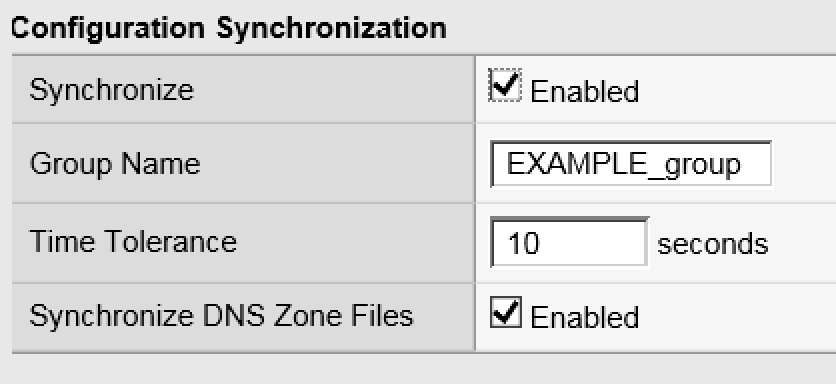 Configuration Synchronization
Synchronize Enabled
Group Name EXAMPLE_group
Time Tolerance 10 seconds
Synchronize DNS Zone Files Enabled